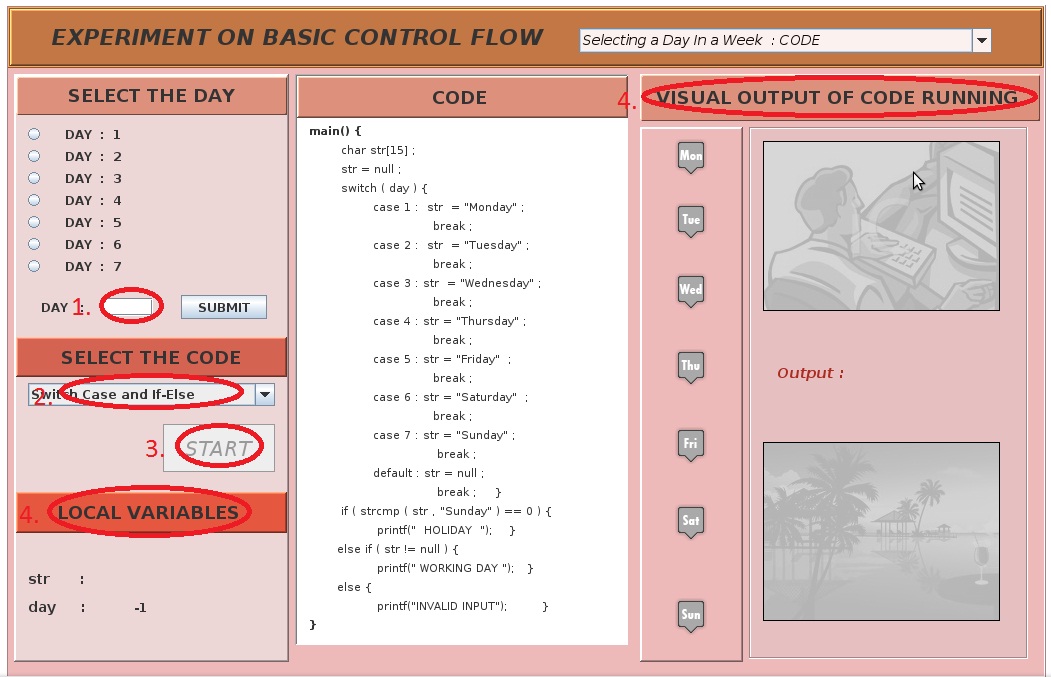 EXPERIMENT ON BASIC CONTROL FLOW
Selecting a Day In a Week : CODE
SELECT THE DAY
DAY : 1
DAY : 2
DAY : 3
DAY : 4
DAY : 5
DAY : 6
DAY : 7
DAY : 1.
SUBMIT
SELECT THE CODE
2. Switch Case and If-Else
3. START
4. LOCAL VARIABLES
str :
day : -1
CODE
main() {
char str[15] ;
str = null ;
switch ( day ) {
case 1 : str = "Monday" ;
break ;
case 2 : str = "Tuesday" ;
break ;
case 3 : str = "Wednesday" ;
break ;
case 4 : str = "Thursday" ;
break ;
case 5 : str = "Friday" ;
break ;
case 6 : str = "Saturday" ;
break ;
case 7 : str = "Sunday" ;
break ;
default : str = null ;
break ; }
if ( strcmp ( str , "Sunday" ) == 0 ) {
printf(" HOLIDAY "); }
else if ( str != null ) {
printf(" WORKING DAY "); }
else {
printf("INVALID INPUT"); }
}
4. VISUAL OUTPUT OF CODE RUNNING
Mon
Tue
Wed
Thu
Fri
Sat
Sun
Output :